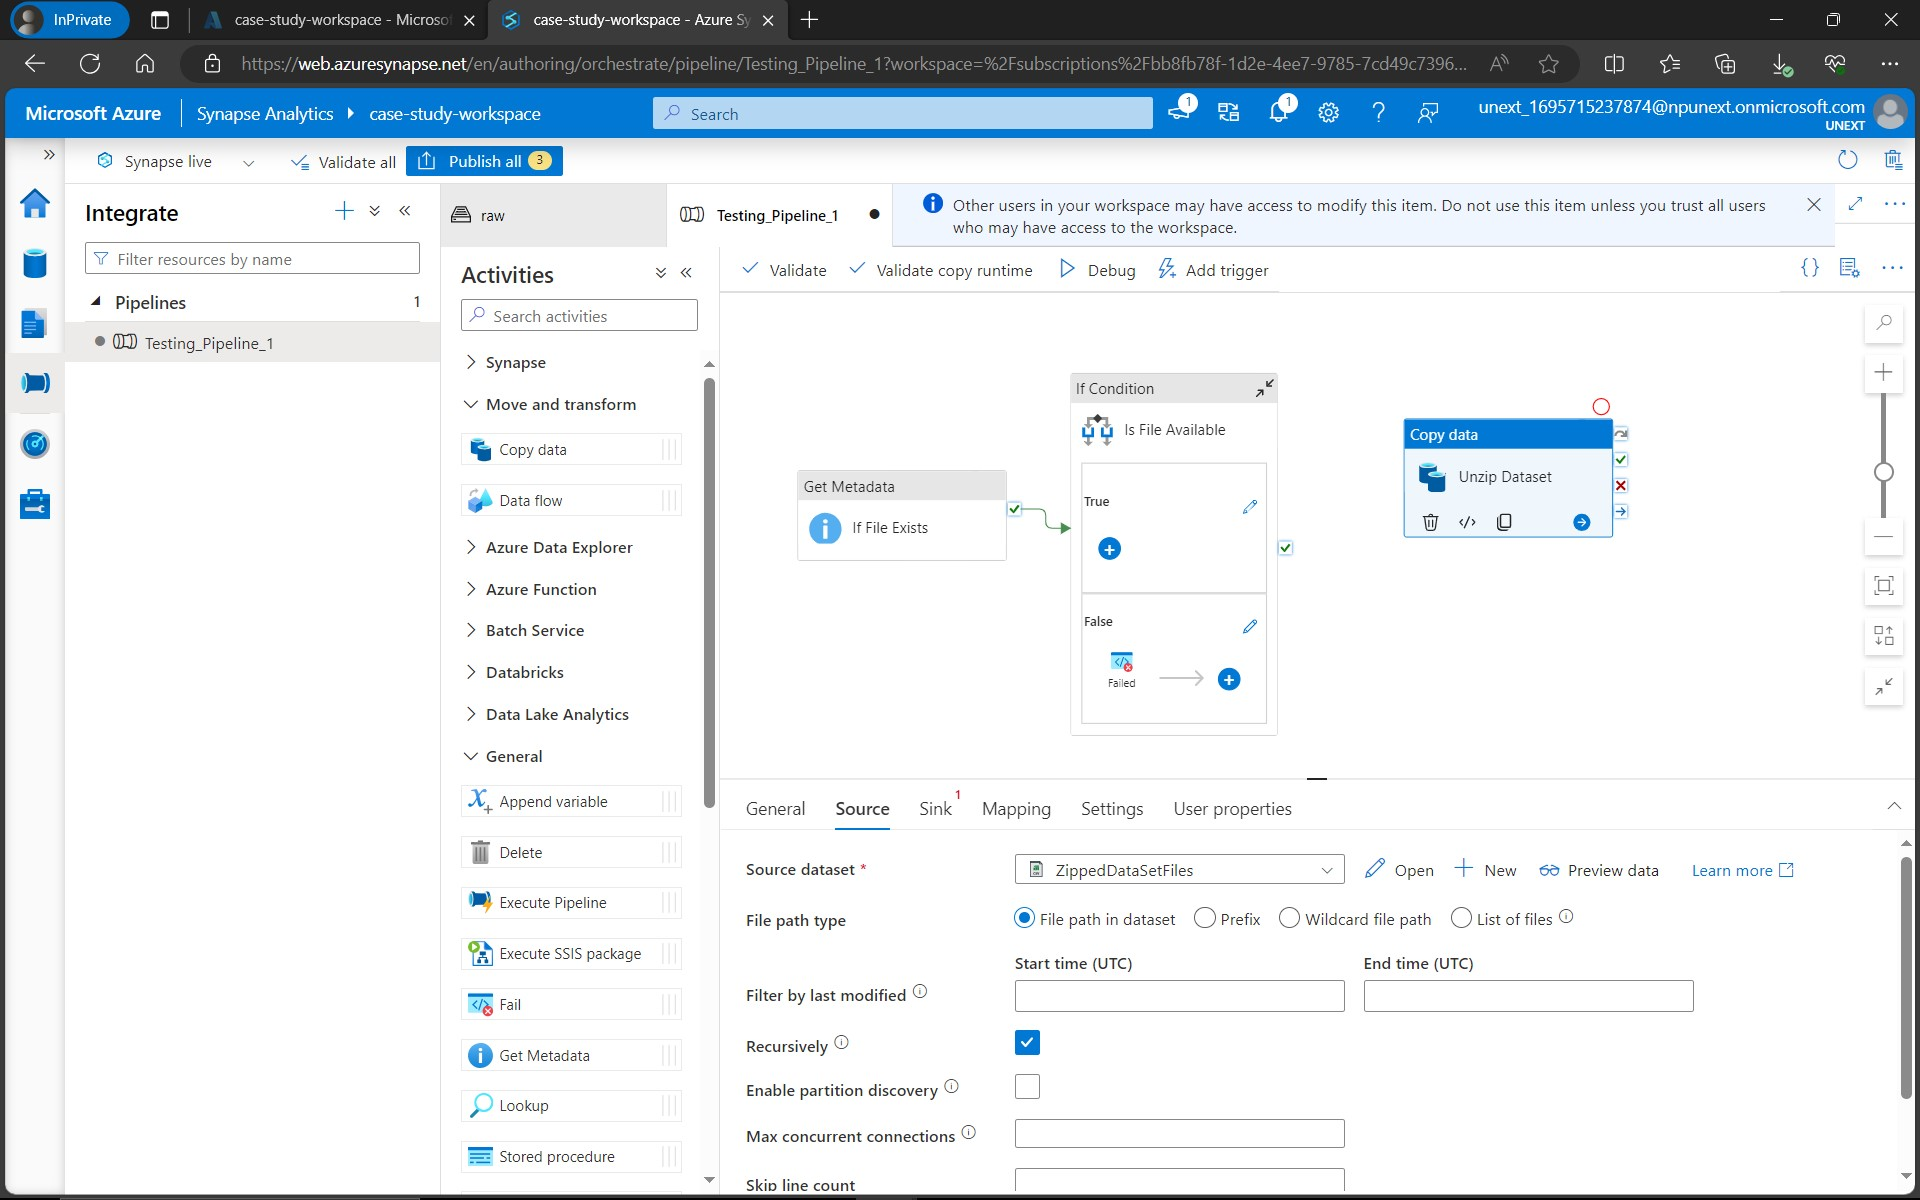 InPrivate
case-study-workspace - Microso
case-study-workspace - Azure Sy
https://web.azuresynapse.net/en/authoring/orchestrate/pipeline/Testing_Pipeline_1?workspace=%2Fsubscriptions%2Fbb8fb78f-1d2e-4ee7-9785-7cd49c7396...
Microsoft Azure
Synapse Analytics
case-study-workspace
Search
1
1
unext_1695715237874@npunext.onmicrosoft.com
UNEXT
Synapse live
Validate all
Publish all 3
Integrate
Filter resources by name
Pipelines 1
Testing_Pipeline_1
raw
Testing_Pipeline_1
Other users in your workspace may have access to modify this item. Do not use this item unless you trust all users
who may have access to the workspace.
Activities
Search activities
Synapse
Move and transform
Copy data
Data flow
Azure Data Explorer
Azure Function
Batch Service
Databricks
Data Lake Analytics
General
Append variable
Delete
Execute Pipeline
Execute SSIS package
Fail
Get Metadata
Lookup
Stored procedure
Validate
Validate copy runtime
Debug
Add trigger
Get Metadata
If File Exists
If Condition
Is File Available
True
False
Failed
Copy data
Unzip Dataset
General
Source
Sink 1
Mapping
Settings
User properties
Source dataset *
ZippedDataSetFiles
Open
New
Preview data
Learn more
File path type
File path in dataset
Prefix
Wildcard file path
List of files
Start time (UTC)
End time (UTC)
Filter by last modified
Recursively
Enable partition discovery
Max concurrent connections
Skip line count